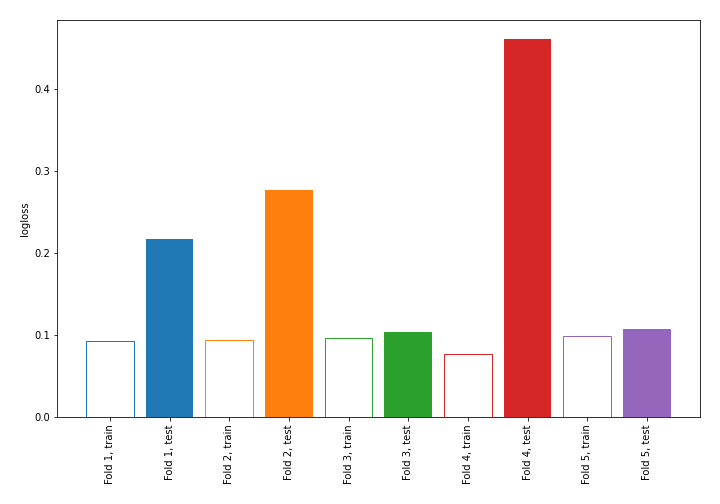 logloss
0.4
0.3
0.2
0.1
0.0
Fold 1, train
Fold 1, test
Fold 2, train
Fold 2, test
Fold 3, train
Fold 3, test
Fold 4, train
Fold 4, test
Fold 5, train
Fold 5, test